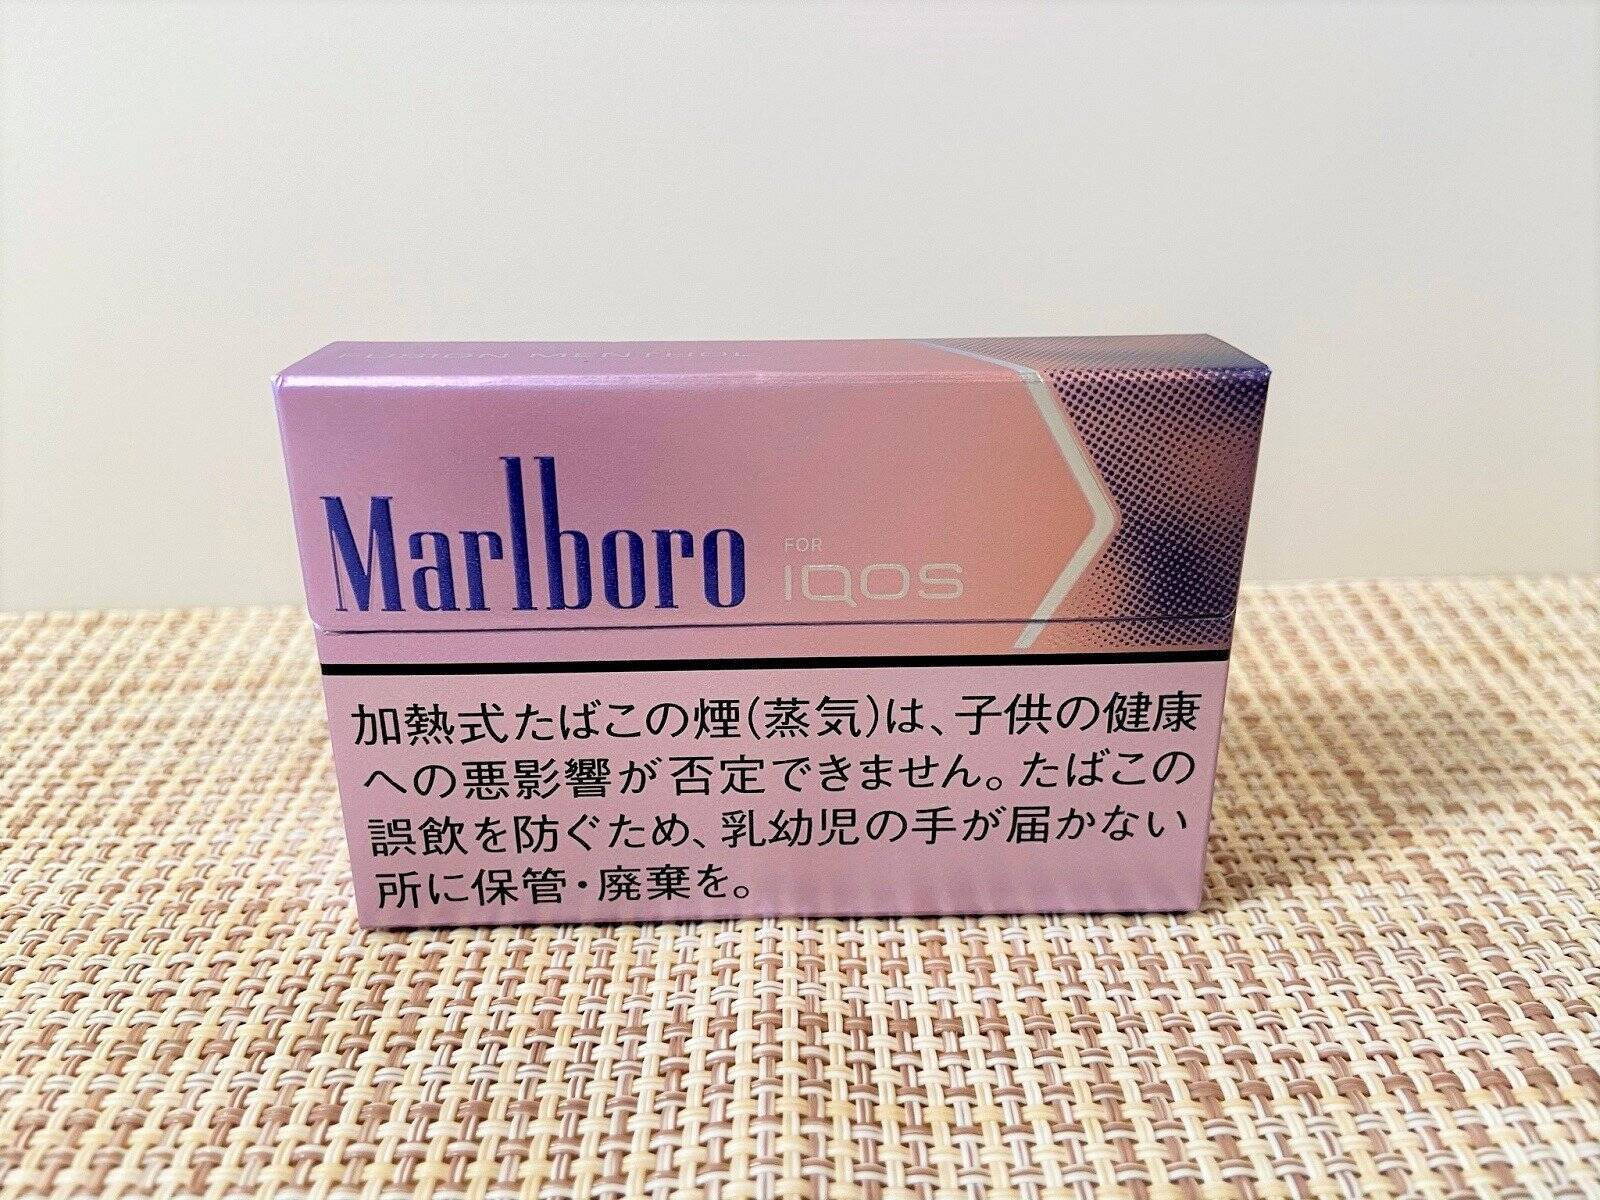 FUSION MENTHOL
Marlboro
FOR
IQOS
加熱式たばこの煙(蒸気)は、子供の健康
への悪影響が否定できません。たばこの
誤飲を防ぐため、乳幼児の手が届かない
所に保管・廃棄を。